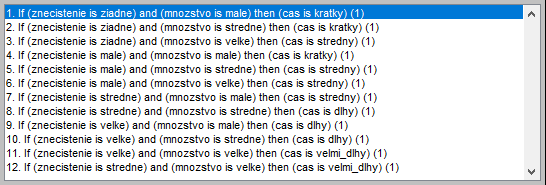 1. If (znecistenie is ziadne) and (mnozstvo is male) then (cas is kratky) (1)
2. If (znecistenie is ziadne) and (mnozstvo is stredne) then (cas is kratky) (1)
3. If (znecistenie is ziadne) and (mnozstvo is velke) then (cas is stredny) (1)
4. If (znecistenie is male) and (mnozstvo is male) then (cas is kratky) (1)
5. If (znecistenie is male) and (mnozstvo is stredne) then (cas is stredny) (1)
6. If (znecistenie is male) and (mnozstvo is velke) then (cas is stredny) (1)
7. If (znecistenie is stredne) and (mnozstvo is male) then (cas is stredny) (1)
8. If (znecistenie is stredne) and (mnozstvo is stredne) then (cas is dlhy) (1)
9. If (znecistenie is velke) and (mnozstvo is male) then (cas is dlhy) (1)
10. If (znecistenie is velke) and (mnozstvo is stredne) then (cas is dlhy) (1)
11. If (znecistenie is velke) and (mnozstvo is velke) then (cas is velmi_dlhy) (1)
12. If (znecistenie is stredne) and (mnozstvo is velke) then (cas is velmi_dlhy) (1)